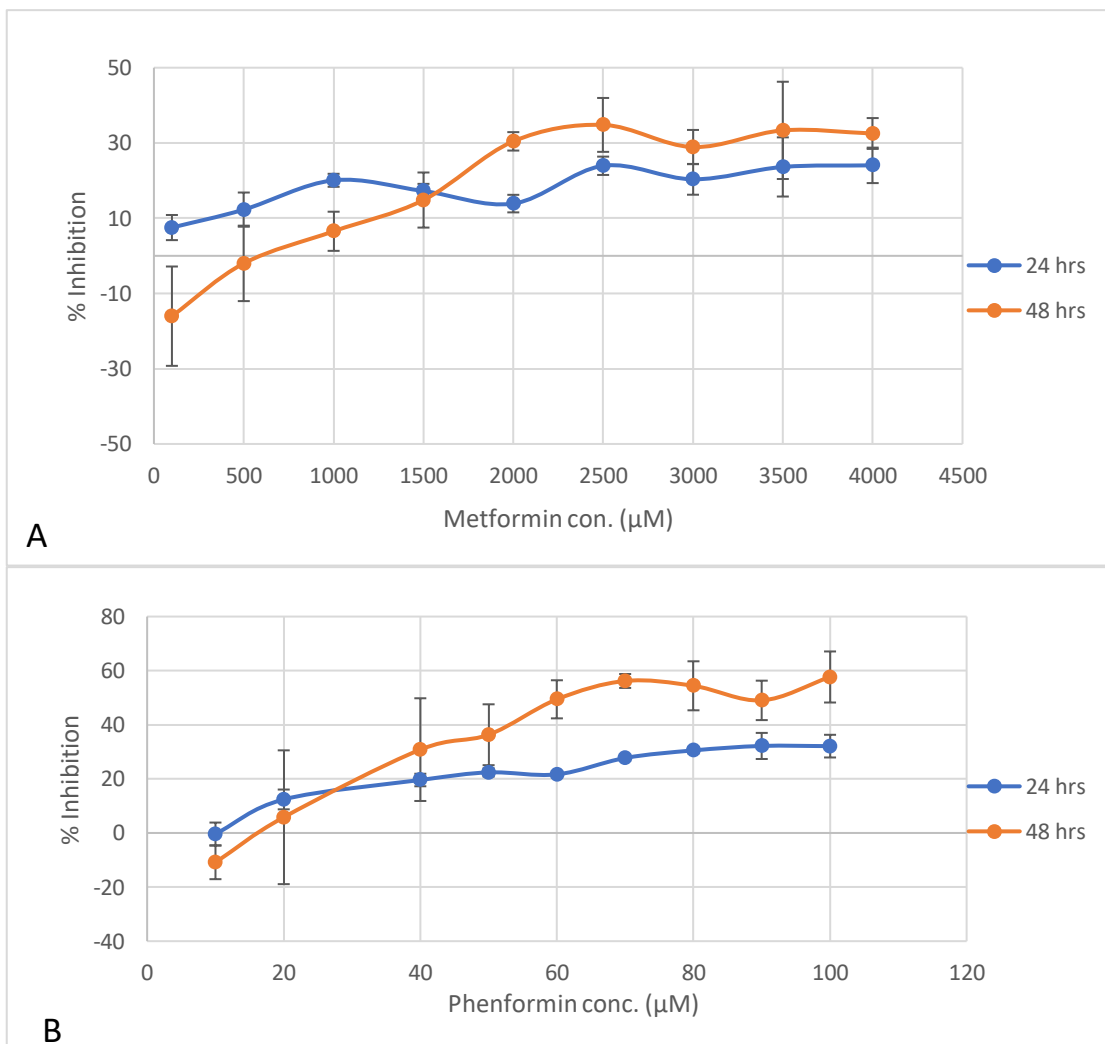 50
30
10
-10
-30
-50
% Inhibition
0 500 1000 1500 2000 2500 3000 3500 4000 4500
Metformin con. (µM)
24 hrs
48 hrs
A
80
60
40
20
0
-20
-40
% Inhibition
0 20 40 60 80 100 120
Phenformin conc. (µM)
24 hrs
48 hrs
B